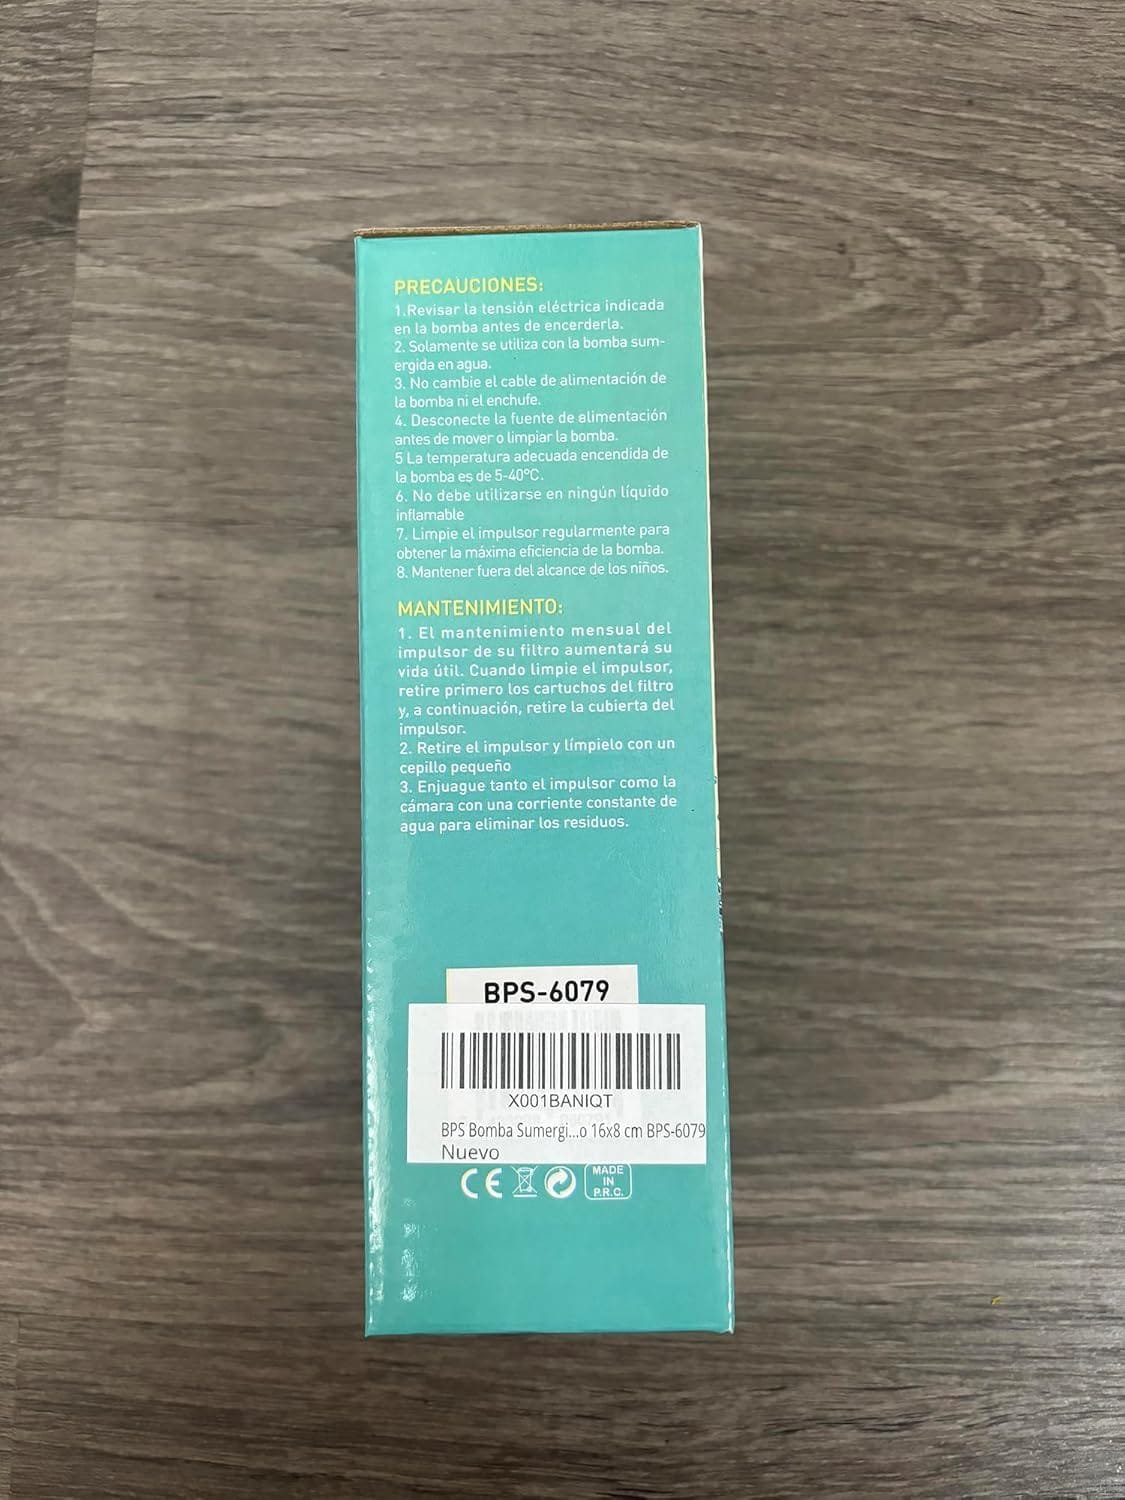 PRECAUCIONES:
1.Revisar la tensión eléctrica indicada
en la bomba antes de encerderla.
2. Solamente se utiliza con la bomba sum-
ergida en agua.
3. No cambie el cable de alimentación de
la bomba ni el enchufe.
4. Desconecte la fuente de alimentación
antes de mover o limpiar la bomba.
5 La temperatura adecuada encendida de
la bomba es de 5-40ºC.
6. No debe utilizarse en ningún líquido
inflamable
7. Limpie el impulsor regularmente para
obtener la máxima eficiencia de la bomba.
8. Mantener fuera del alcance de los niños.
MANTENIMIENTO:
1. El mantenimiento mensual del
impulsor de su filtro aumentará su
vida útil. Cuando limpie el impulsor,
retire primero los cartuchos del filtro
y, a continuación, retire la cubierta del
impulsor.
2. Retire el impulsor y límpielo con un
cepillo pequeño
3. Enjuague tanto el impulsor como la
cámara con una corriente constante de
agua para eliminar los residuos.
BPS-6079
X001BANIQT
BPS Bomba Sumergi...o 16x8 cm BPS-6079
Nuevo
CE
MADE
IN
P.R.C.